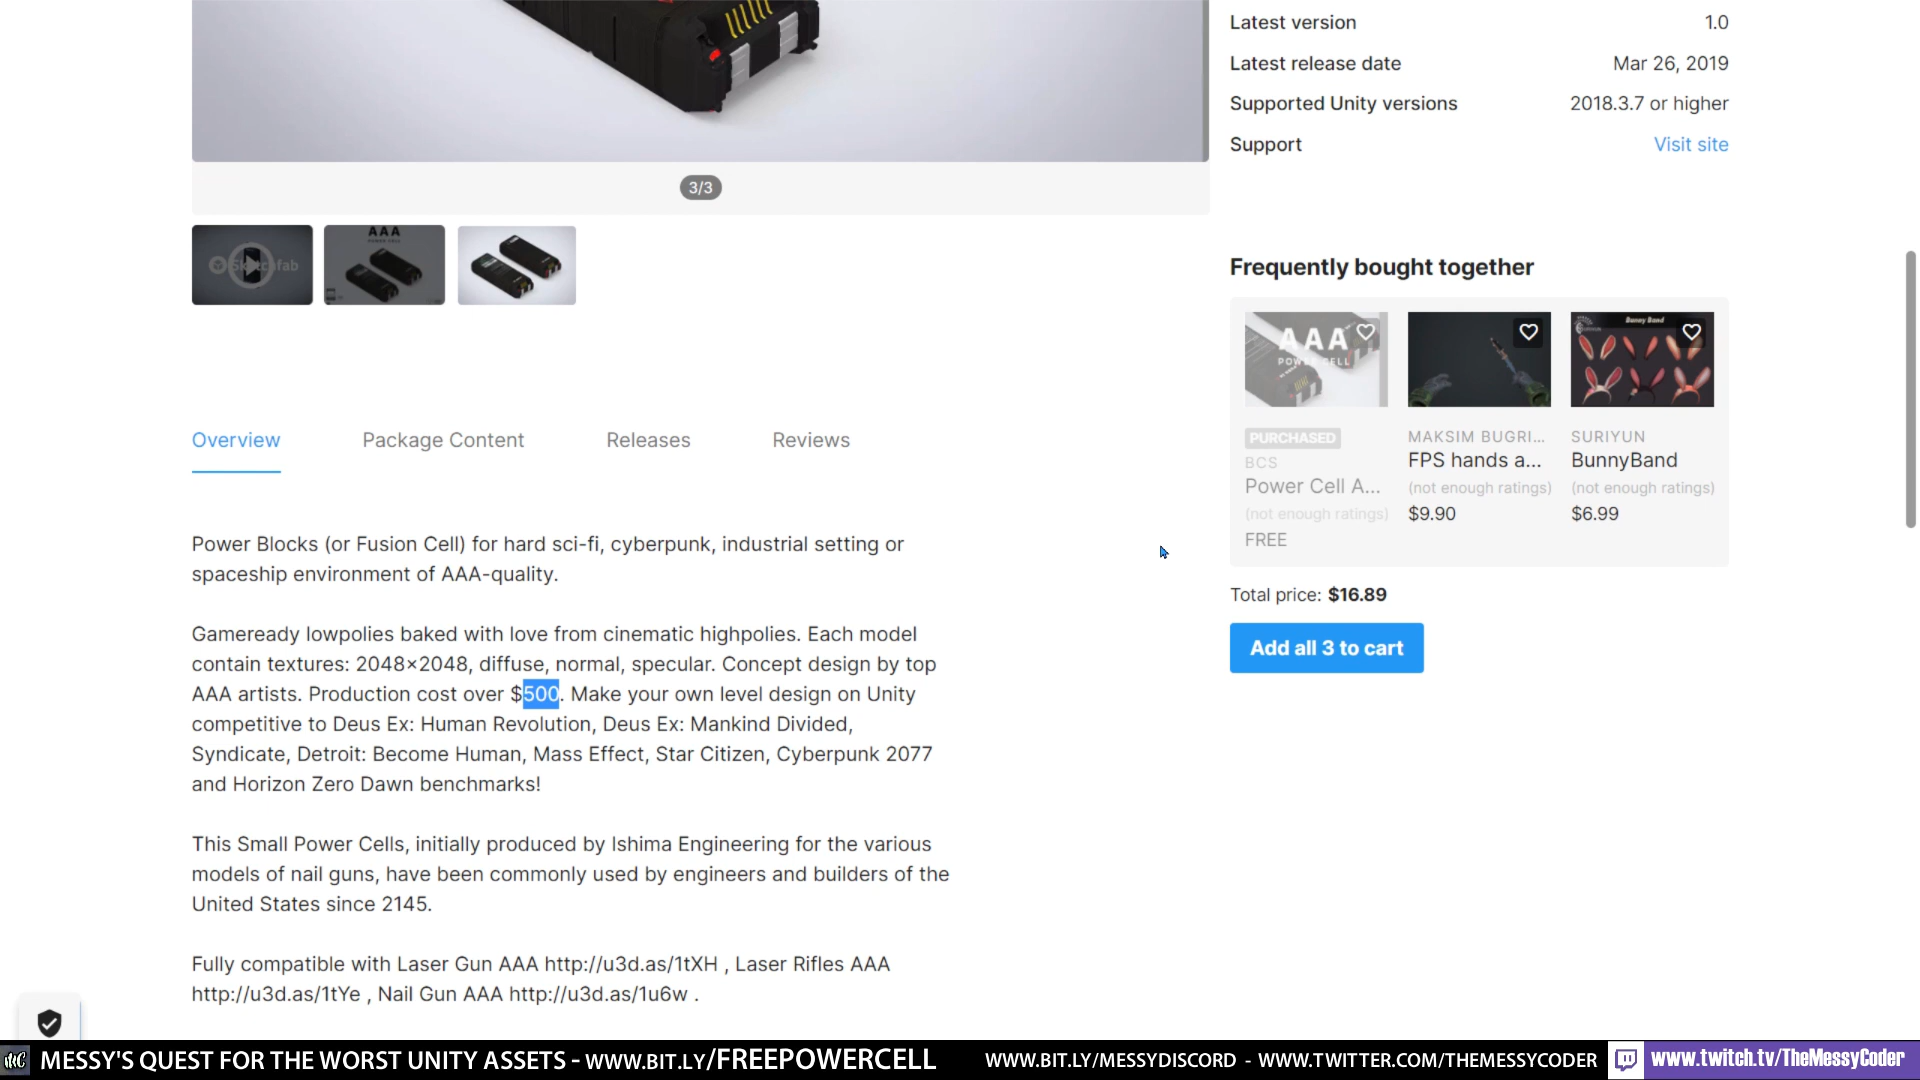 Latest version 1.0
Latest release date Mar 26, 2019
Supported Unity versions 2018.3.7 or higher
Support Visit site
3/3
Sketchfab
AAA
POWER CELL
Frequently bought together
AAA
POWER CELL
Bunny Band
PURCHASED
BCS
Power Cell A...
(not enough ratings)
FREE
MAKSIM BUGRI...
FPS hands a...
(not enough ratings)
$9.90
SURIYUN
BunnyBand
(not enough ratings)
$6.99
Total price: $16.89
Add all 3 to cart
Overview
Package Content
Releases
Reviews
Power Blocks (or Fusion Cell) for hard sci-fi, cyberpunk, industrial setting or
spaceship environment of AAA-quality.
Gameready lowpolies baked with love from cinematic highpolies. Each model
contain textures: 2048×2048, diffuse, normal, specular. Concept design by top
AAA artists. Production cost over $500. Make your own level design on Unity
competitive to Deus Ex: Human Revolution, Deus Ex: Mankind Divided,
Syndicate, Detroit: Become Human, Mass Effect, Star Citizen, Cyberpunk 2077
and Horizon Zero Dawn benchmarks!
This Small Power Cells, initially produced by Ishima Engineering for the various
models of nail guns, have been commonly used by engineers and builders of the
United States since 2145.
Fully compatible with Laser Gun AAA http://u3d.as/1tXH , Laser Rifles AAA
http://u3d.as/1tYe , Nail Gun AAA http://u3d.as/1u6w .
MESSY'S QUEST FOR THE WORST UNITY ASSETS - WWW.BIT.LY/FREEPOWERCELL
WWW.BIT.LY/MESSYDISCORD - WWW.TWITTER.COM/THEMESSYCODER
www.twitch.tv/TheMessyCoder